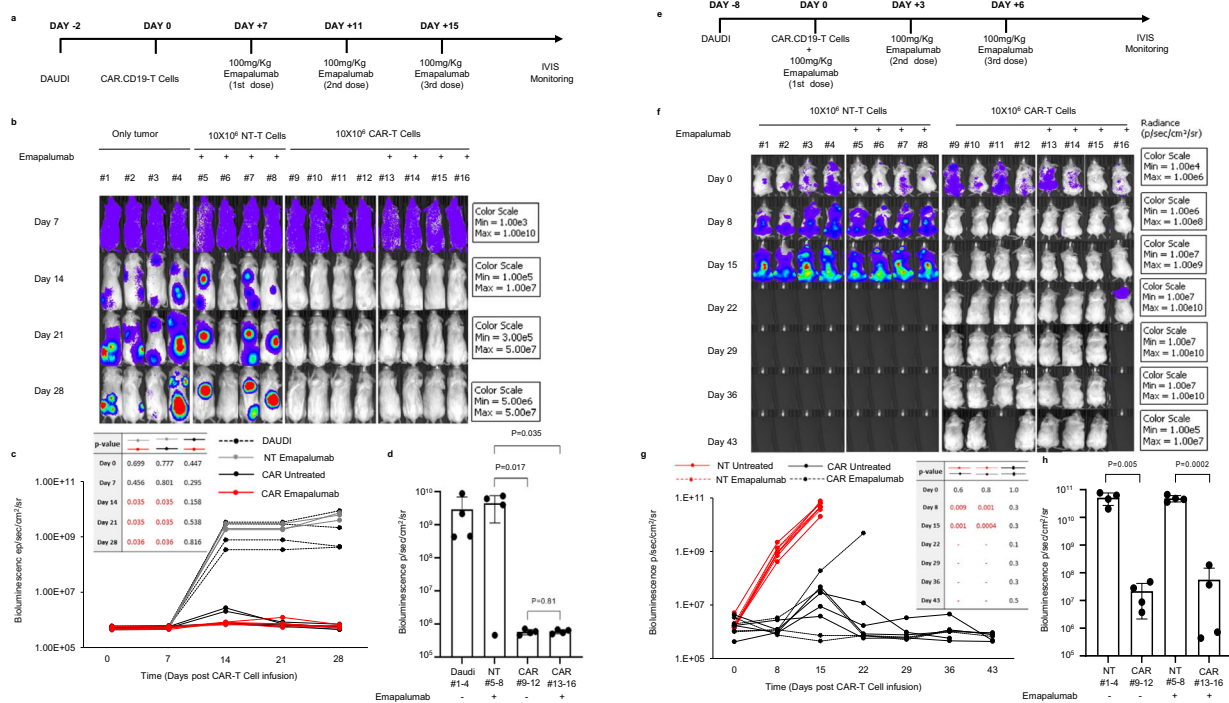 a
DAY -2 DAY 0 DAY +7 DAY +11 DAY +15
DAUDI CAR.CD19-T Cells
100mg/Kg
Emapalumab
(1st dose)
100mg/Kg
Emapalumab
(2nd dose)
100mg/Kg
Emapalumab
(3rd dose)
IVIS
Monitoring
b
Only tumor 10X10⁶ NT-T Cells 10X10⁶ CAR-T Cells
Emapalumab + + + + + + + +
#1 #2 #3 #4 #5 #6 #7 #8 #9 #10 #11 #12 #13 #14 #15 #16
Day 7
Color Scale
Min = 1.00e3
Max = 1.00e10
Day 14
Color Scale
Min = 1.00e5
Max = 1.00e7
Day 21
Color Scale
Min = 3.00e5
Max = 5.00e7
Day 28
Color Scale
Min = 5.00e6
Max = 5.00e7
c
p-value
Day 0 0.699 0.777 0.447
Day 7 0.456 0.801 0.295
Day 14 0.035 0.035 0.158
Day 21 0.035 0.035 0.538
Day 28 0.036 0.036 0.816
DAUDI
NT Emapalumab
CAR Untreated
CAR Emapalumab
Bioluminescenc ep/sec/cm²/sr
1.00E+11
1.00E+09
1.00E+07
1.00E+05
0 7 14 21 28
Time (Days post CAR-T Cell infusion)
d
P=0.035
P=0.017
P=0.81
Bioluminescence p/sec/cm²/sr
10¹⁰
10⁹
10⁸
10⁷
10⁶
10⁵
Daudi NT CAR CAR
#1-4 #5-8 #9-12 #13-16
Emapalumab - + - +
e
DAY -8 DAY 0 DAY +3 DAY +6
DAUDI
CAR.CD19-T Cells
+
100mg/Kg
Emapalumab
(1st dose)
100mg/Kg
Emapalumab
(2nd dose)
100mg/Kg
Emapalumab
(3rd dose)
IVIS
Monitoring
f
10X10⁶ NT-T Cells 10X10⁶ CAR-T Cells
Radiance
(p/sec/cm²/sr)
Emapalumab + + + + + + + +
#1 #2 #3 #4 #5 #6 #7 #8 #9 #10 #11 #12 #13 #14 #15 #16
Day 0
Color Scale
Min = 1.00e4
Max = 1.00e6
Day 8
Color Scale
Min = 1.00e6
Max = 1.00e8
Day 15
Color Scale
Min = 1.00e7
Max = 1.00e9
Day 22
Color Scale
Min = 1.00e7
Max = 1.00e10
Day 29
Color Scale
Min = 1.00e7
Max = 1.00e10
Day 36
Color Scale
Min = 1.00e7
Max = 1.00e10
Day 43
Color Scale
Min = 1.00e5
Max = 1.00e7
g
NT Untreated CAR Untreated
NT Emapalumab CAR Emapalumab
p-value
Day 0 0.6 0.8 1.0
Day 8 0.009 0.001 0.3
Day 15 0.001 0.0004 0.3
Day 22 - - 0.1
Day 29 - - 0.3
Day 36 - - 0.3
Day 43 - - 0.5
Bioluminescence p/sec/cm²/sr
1.E+11
1.E+09
1.E+07
1.E+05
0 8 15 22 29 36 43
Time (Days post CAR-T Cell infusion)
h
P=0.005 P=0.0002
Bioluminescence p/sec/cm²/sr
10¹¹
10¹⁰
10⁹
10⁸
10⁷
10⁶
10⁵
NT CAR NT CAR
#1-4 #9-12 #5-8 #13-16
Emapalumab - - + +